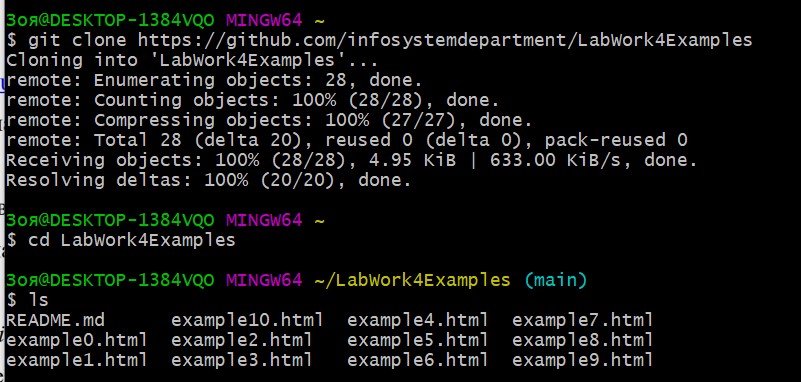 Зоя@DESKTOP-1384VQO MINGW64 ~
$ git clone https://github.com/infosystemdepartment/LabWork4Examples
Cloning into 'LabWork4Examples'...
remote: Enumerating objects: 28, done.
remote: Counting objects: 100% (28/28), done.
remote: Compressing objects: 100% (27/27), done.
remote: Total 28 (delta 20), reused 0 (delta 0), pack-reused 0
Receiving objects: 100% (28/28), 4.95 KiB | 633.00 KiB/s, done.
Resolving deltas: 100% (20/20), done.
Зоя@DESKTOP-1384VQO MINGW64 ~
$ cd LabWork4Examples
Зоя@DESKTOP-1384VQO MINGW64 ~/LabWork4Examples (main)
$ ls
README.md example10.html example4.html example7.html
example0.html example2.html example5.html example8.html
example1.html example3.html example6.html example9.html